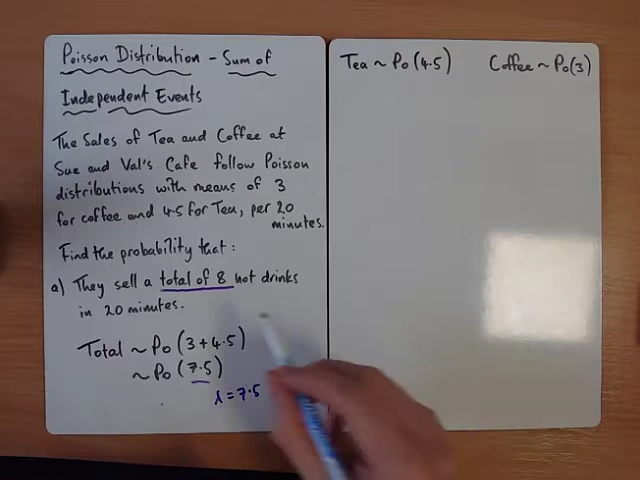 Poisson Distribution - Sum of
Independent Events
The Sales of Tea and Coffee at
Sue and Val's Cafe follow Poisson
distributions with means of 3
for coffee and 4.5 for Tea, per 20
minutes.
Find the probability that:
a) They sell a total of 8 hot drinks
in 20 minutes.
Total ~ Po (3+4.5)
~ Po (7.5)
λ = 7.5
Tea ~ Po (4.5) Coffee ~ Po(3)